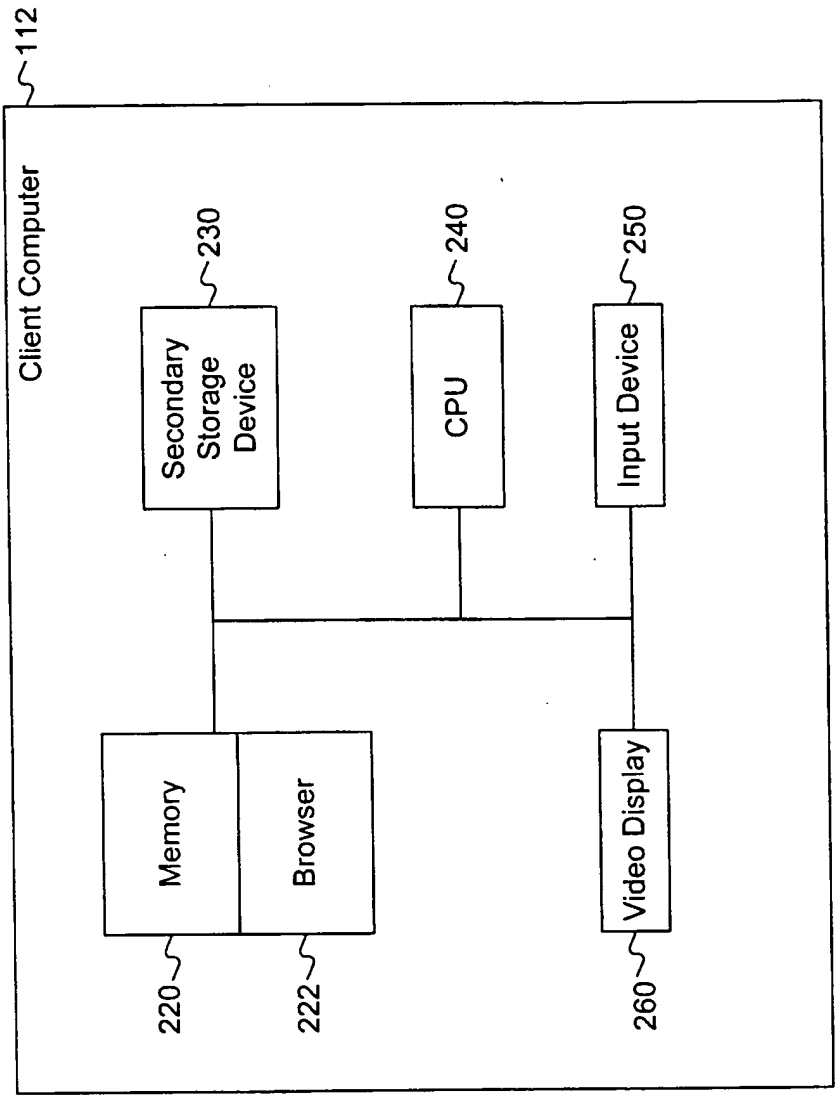 Client Computer
112
Memory
220
Browser
222
Secondary
Storage
Device
230
CPU
240
Video Display
260
Input Device
250